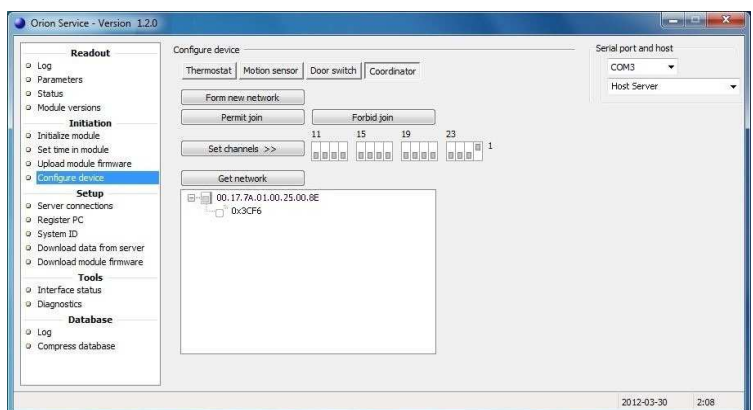 Orion Service - Version 1.2.0
Readout
Log
Parameters
Status
Module versions
Initiation
Initialize module
Set time in module
Upload module firmware
Configure device
Setup
Server connections
Register PC
System ID
Download data from server
Download module firmware
Tools
Interface status
Diagnostics
Database
Log
Compress database
Configure device
Thermostat Motion sensor Door switch Coordinator
Form new network
Permit join Forbid join
11 15 19 23
Set channels >> 1
Get network
00.17.7A.01.00.25.00.8E
0x3CF6
Serial port and host
COM3
Host Server
2012-03-30 2:08